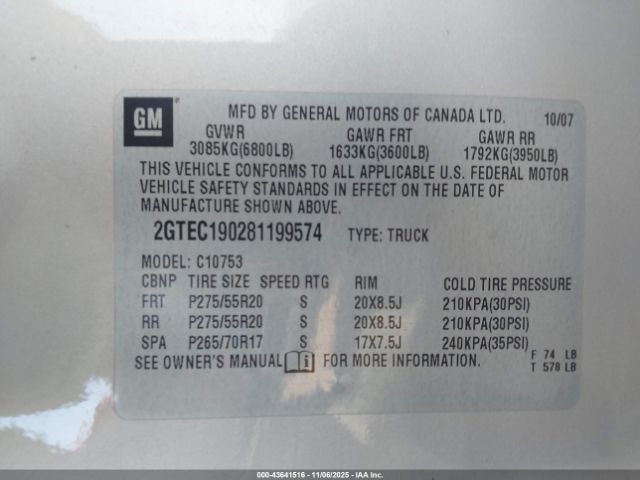 GM
MFD BY GENERAL MOTORS OF CANADA LTD. 10/07
GVWR GAWR FRT GAWR RR
3085KG(6800LB) 1633KG(3600LB) 1792KG(3950LB)
THIS VEHICLE CONFORMS TO ALL APPLICABLE U.S. FEDERAL MOTOR
VEHICLE SAFETY STANDARDS IN EFFECT ON THE DATE OF
MANUFACTURE SHOWN ABOVE.
2GTEC190281199574 TYPE: TRUCK
MODEL: C10753
CBNP TIRE SIZE SPEED RTG RIM COLD TIRE PRESSURE
FRT P275/55R20 S 20X8.5J 210KPA(30PSI)
RR P275/55R20 S 20X8.5J 210KPA(30PSI)
SPA P265/70R17 S 17X7.5J 240KPA(35PSI)
SEE OWNER'S MANUAL i FOR MORE INFORMATION. F 74 LB
T 578 LB
000-43641516 - 11/06/2025 - IAA Inc.